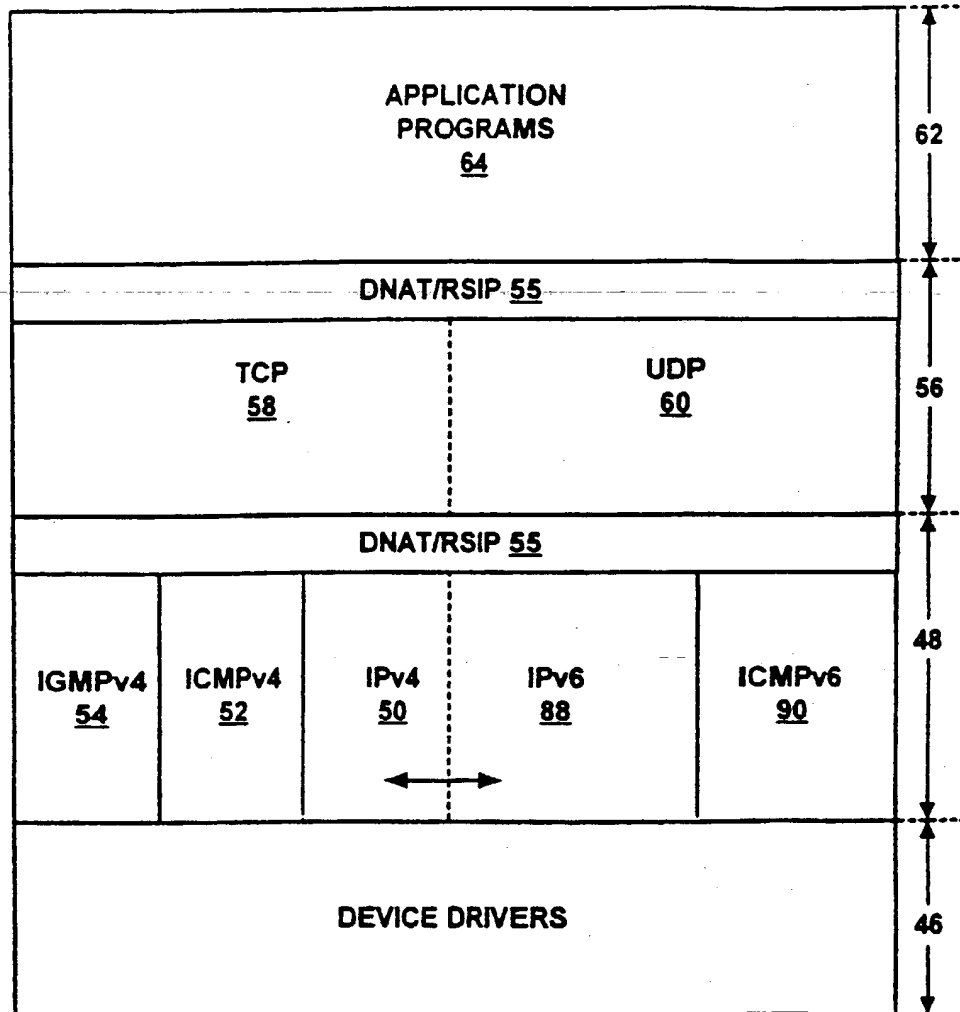 APPLICATION
PROGRAMS
64
62
DNAT/RSIP 55
TCP
58
UDP
60
56
DNAT/RSIP 55
IGMPv4
54
ICMPv4
52
IPv4
50
IPv6
88
ICMPv6
90
48
DEVICE DRIVERS
46